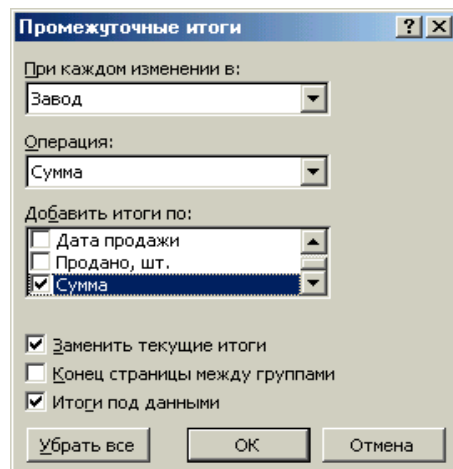 Промежуточные итоги
При каждом изменении в:
Завод
Операция:
Сумма
Добавить итоги по:
Дата продажи
Продано, шт.
Сумма
Заменить текущие итоги
Конец страницы между группами
Итоги под данными
Убрать все ОК Отмена